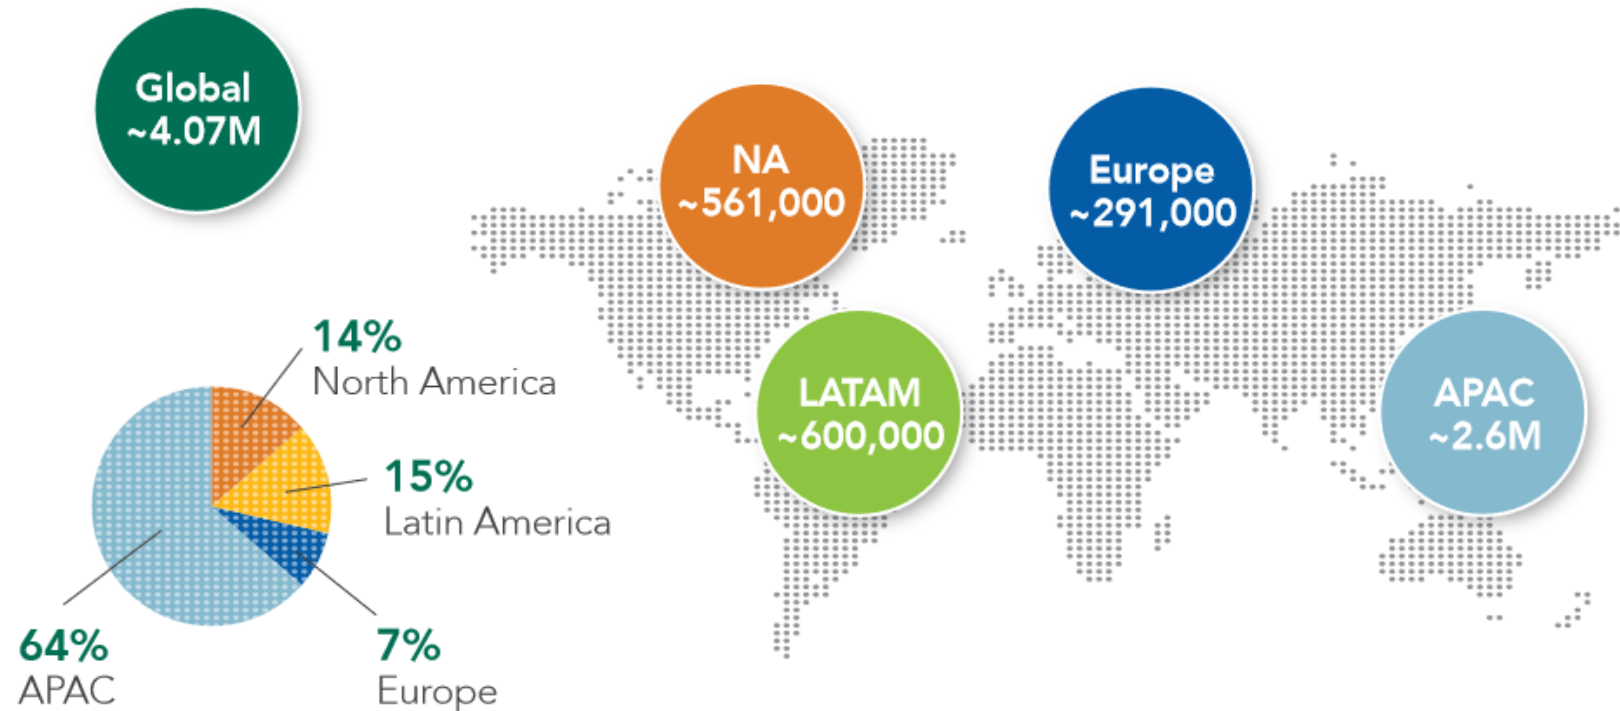 Global
~4.07M
NA
~561,000
Europe
~291,000
LATAM
~600,000
APAC
~2.6M
14%
North America
15%
Latin America
64%
APAC
7%
Europe